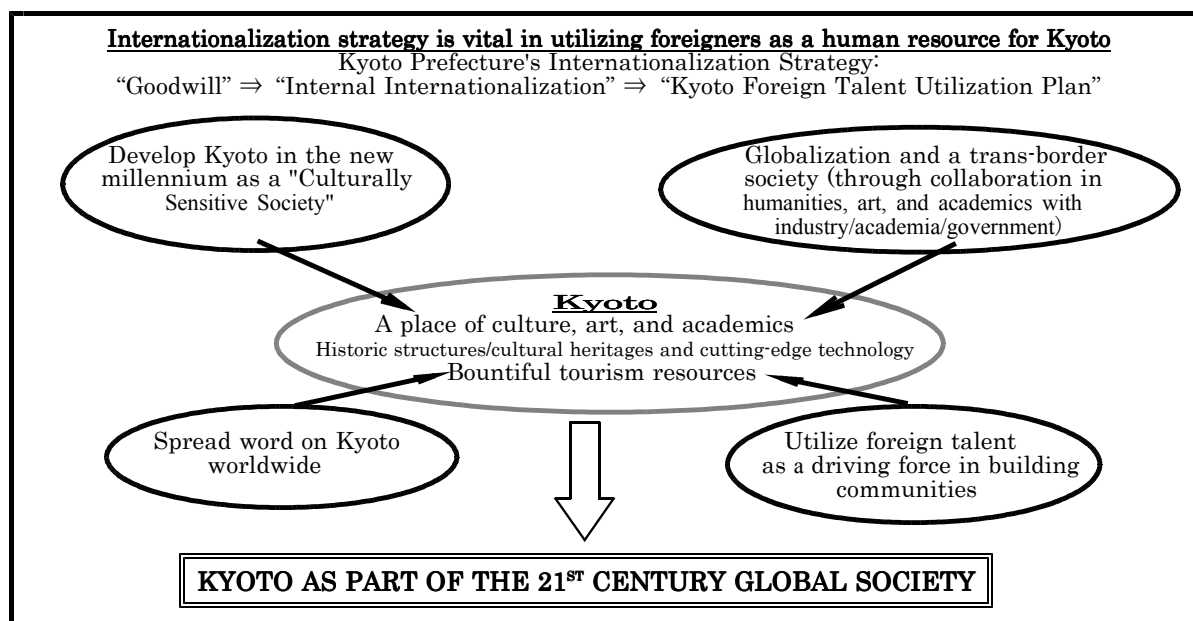 Internationalization strategy is vital in utilizing foreigners as a human resource for Kyoto
Kyoto Prefecture's Internationalization Strategy:
“Goodwill” ⇒ “Internal Internationalization” ⇒ “Kyoto Foreign Talent Utilization Plan”
Develop Kyoto in the new
millennium as a "Culturally
Sensitive Society"
Globalization and a trans-border
society (through collaboration in
humanities, art, and academics with
industry/academia/government)
Kyoto
A place of culture, art, and academics
Historic structures/cultural heritages and cutting-edge technology
Bountiful tourism resources
Spread word on Kyoto
worldwide
Utilize foreign talent
as a driving force in building
communities
KYOTO AS PART OF THE 21ST CENTURY GLOBAL SOCIETY